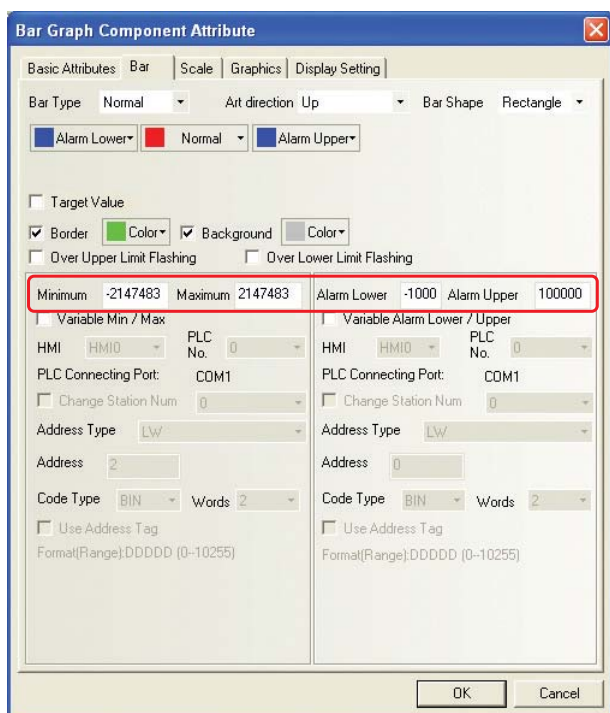 Bar Graph Component Attribute
Basic Attributes Bar Scale Graphics Display Setting
Bar Type Normal Art direction Up Bar Shape Rectangle
Alarm Lower Normal Alarm Upper
Target Value
Border Color Background Color
Over Upper Limit Flashing Over Lower Limit Flashing
Minimum -2147483 Maximum 2147483 Alarm Lower -1000 Alarm Upper 100000
Variable Min / Max Variable Alarm Lower / Upper
HMI HMI0 PLC No. 0 HMI HMI0 PLC No. 0
PLC Connecting Port: COM1 PLC Connecting Port: COM1
Change Station Num 0 Change Station Num 0
Address Type LW Address Type LW
Address 2 Address 0
Code Type BIN Words 2 Code Type BIN Words 2
Use Address Tag Use Address Tag
Format(Range):DDDDD (0--10255) Format(Range):DDDDD (0--10255)
OK Cancel